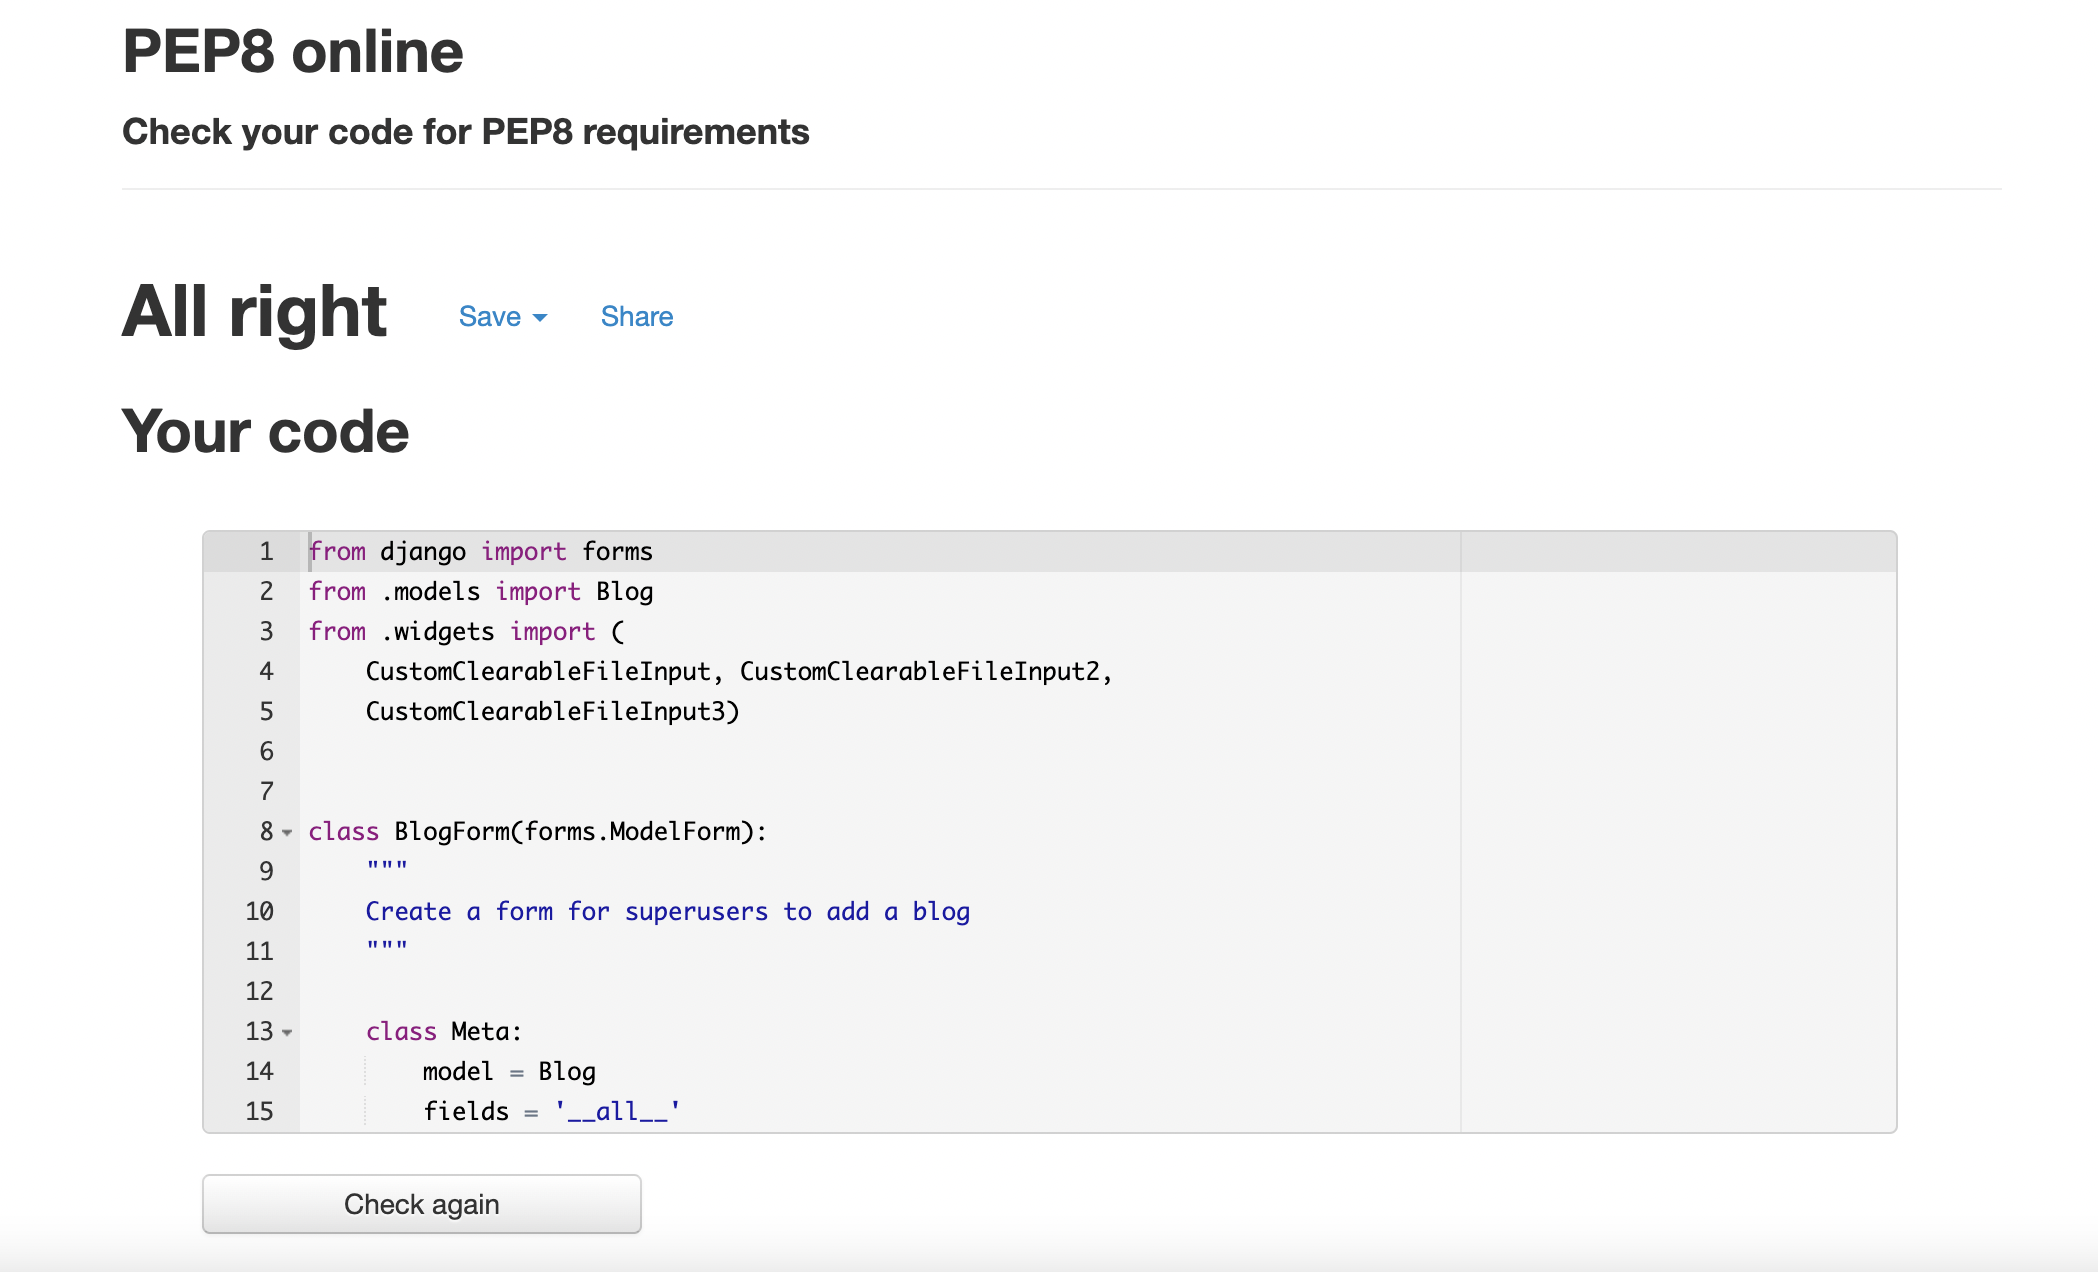 PEP8 online
Check your code for PEP8 requirements
All right Save Share
Your code
1 from django import forms
2 from .models import Blog
3 from .widgets import (
4     CustomClearableFileInput, CustomClearableFileInput2,
5     CustomClearableFileInput3)
6
7
8 class BlogForm(forms.ModelForm):
9     """
10     Create a form for superusers to add a blog
11     """
12
13     class Meta:
14         model = Blog
15         fields = '__all__'
Check again